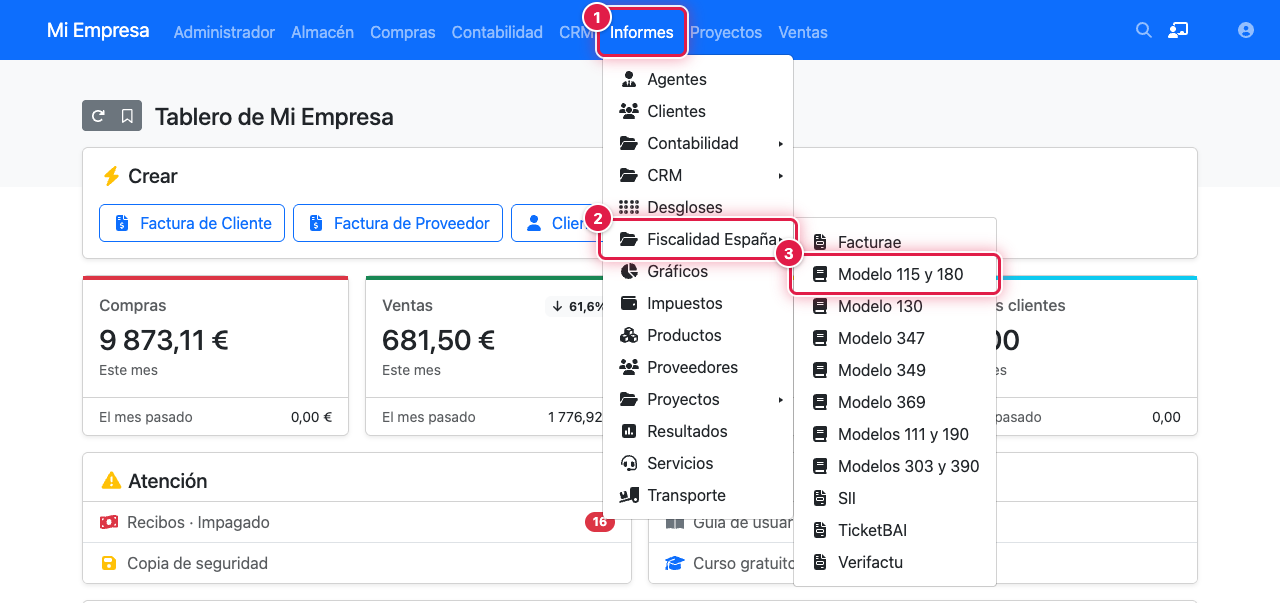 Mi Empresa Administrador Almacén Compras Contabilidad CRM 1 Informes Proyectos Ventas
Tablero de Mi Empresa
Crear
Factura de Cliente Factura de Proveedor
Compras
9 873,11 €
Este mes
El mes pasado 0,00 €
Ventas
61,6%
681,50 €
Este mes
El mes pasado 1 776,92
clientes
pasado 0,00
Atención
Recibos · Impagado 16
Copia de seguridad
Guía de
Curso gratuito
Agentes
Clientes
Contabilidad
CRM
Desgloses
2 Fiscalidad España
Gráficos
Impuestos
Productos
Proveedores
Proyectos
Resultados
Servicios
Transporte
Facturae
3 Modelo 115 y 180
Modelo 130
Modelo 347
Modelo 349
Modelo 369
Modelos 111 y 190
Modelos 303 y 390
SII
TicketBAI
Verifactu